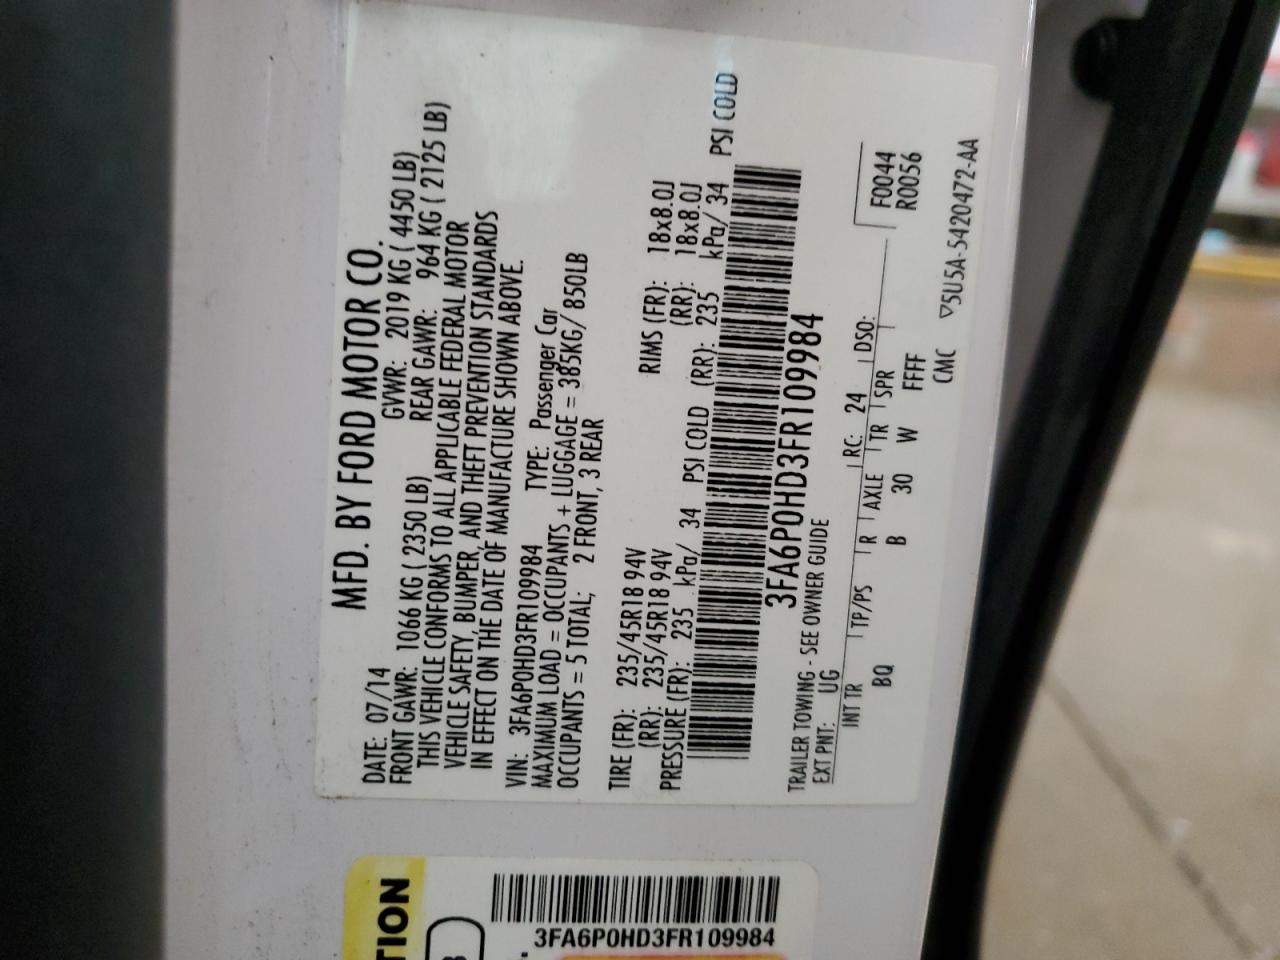 MFD. BY FORD MOTOR CO.
DATE: 07/14 GVWR: 2019 KG ( 4450 LB)
FRONT GAWR: 1066 KG ( 2350 LB) REAR GAWR: 964 KG ( 2125 LB)
THIS VEHICLE CONFORMS TO ALL APPLICABLE FEDERAL MOTOR
VEHICLE SAFETY, BUMPER, AND THEFT PREVENTION STANDARDS
IN EFFECT ON THE DATE OF MANUFACTURE SHOWN ABOVE.
VIN: 3FA6P0HD3FR109984 TYPE: Passenger Car
MAXIMUM LOAD = OCCUPANTS + LUGGAGE = 385KG/ 850LB
OCCUPANTS = 5 TOTAL; 2 FRONT, 3 REAR
TIRE (FR): 235/45R18 94V RIMS (FR): 18x8.0J
(RR): 235/45R18 94V (RR): 18x8.0J
PRESSURE (FR): 235 kPa/ 34 PSI COLD (RR): 235 kPa/ 34 PSI COLD
3FA6P0HD3FR109984
TRAILER TOWING - SEE OWNER GUIDE
EXT PNT: UG RC: 24 DSO: F0044
R0056
INT TR TP/PS R AXLE TR SPR
BQ B 30 W FFFF
CMC ▽5U5A-5420472-AA
TION
3FA6P0HD3FR109984